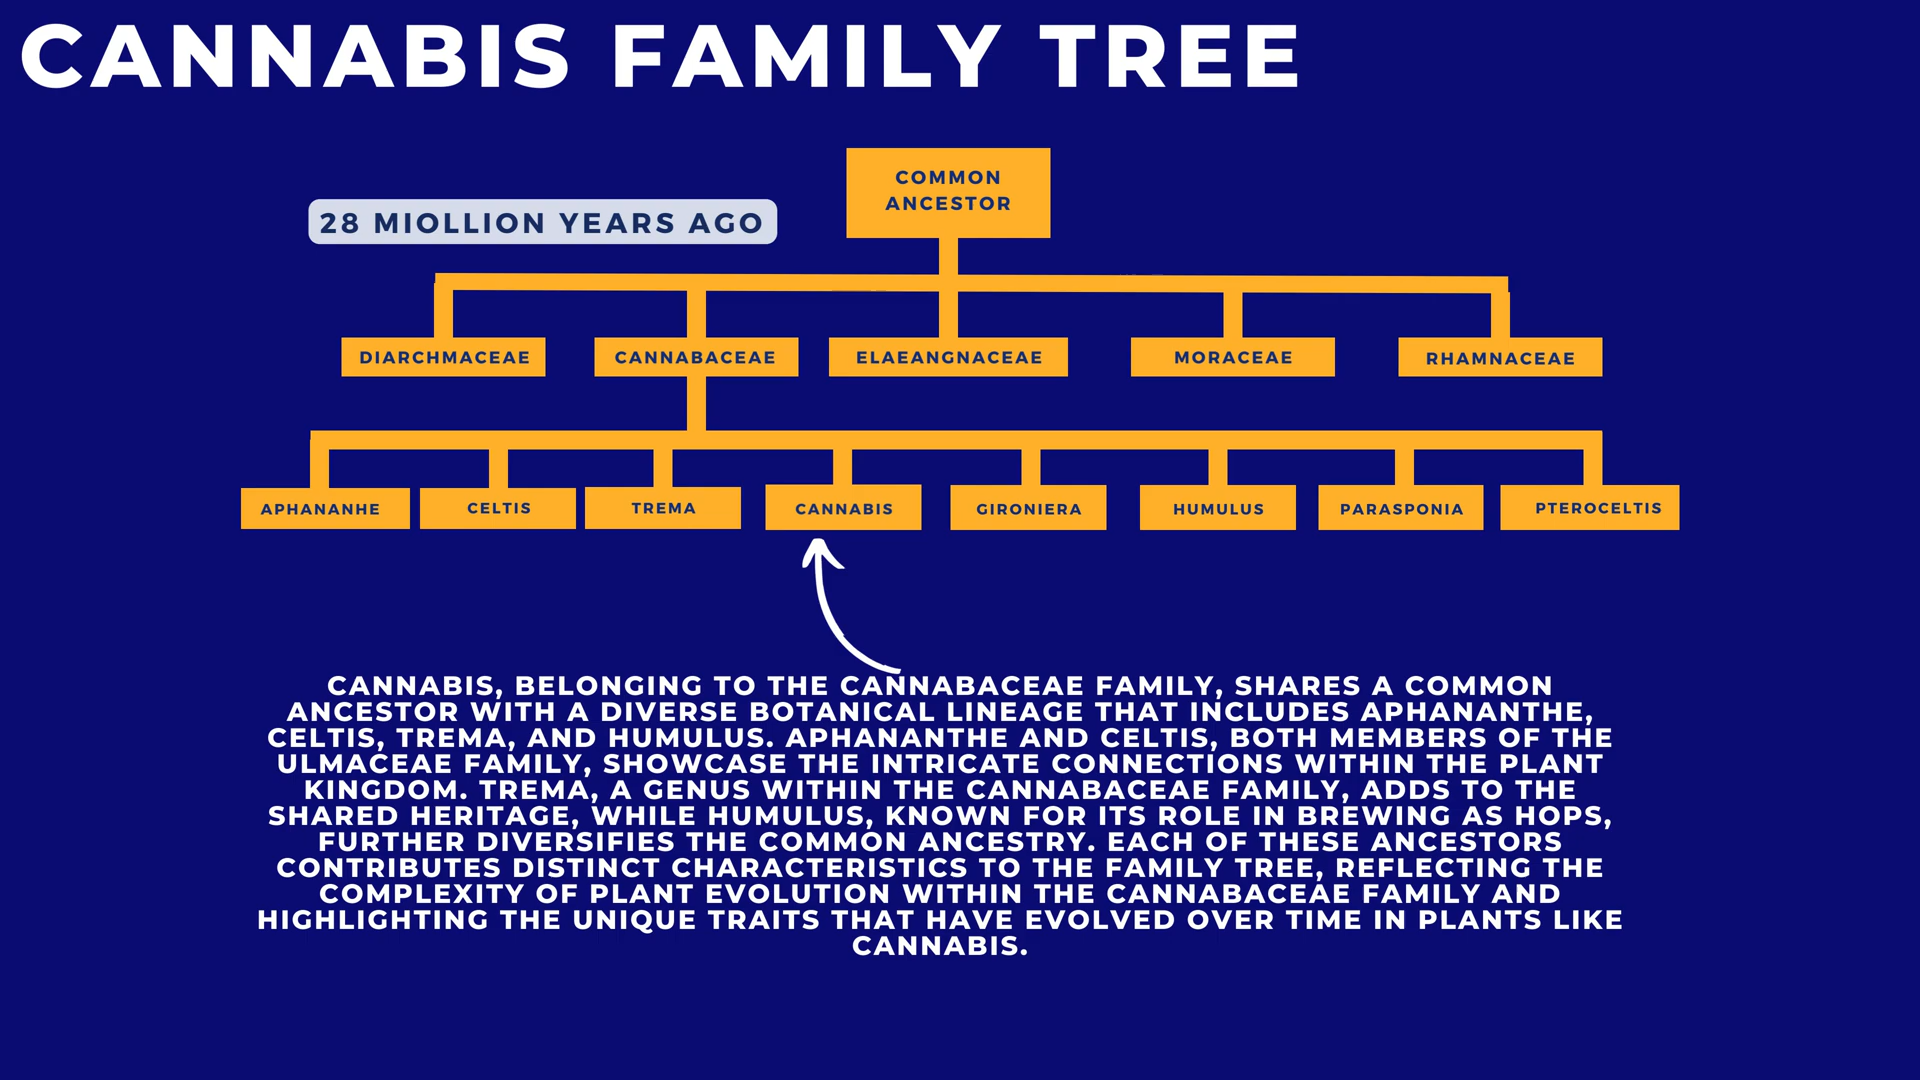 CANNABIS FAMILY TREE
COMMON
ANCESTOR
28 MIOLLION YEARS AGO
DIARCHMACEAE
CANNABACEAE
ELAEANGNACEAE
MORACEAE
RHAMNACEAE
APHANANHE
CELTIS
TREMA
CANNABIS
GIRONIERA
HUMULUS
PARASPONIA
PTEROCELTIS
CANNABIS, BELONGING TO THE CANNABACEAE FAMILY, SHARES A COMMON
ANCESTOR WITH A DIVERSE BOTANICAL LINEAGE THAT INCLUDES APHANANTHE,
CELTIS, TREMA, AND HUMULUS. APHANANTHE AND CELTIS, BOTH MEMBERS OF THE
ULMACEAE FAMILY, SHOWCASE THE INTRICATE CONNECTIONS WITHIN THE PLANT
KINGDOM. TREMA, A GENUS WITHIN THE CANNABACEAE FAMILY, ADDS TO THE
SHARED HERITAGE, WHILE HUMULUS, KNOWN FOR ITS ROLE IN BREWING AS HOPS,
FURTHER DIVERSIFIES THE COMMON ANCESTRY. EACH OF THESE ANCESTORS
CONTRIBUTES DISTINCT CHARACTERISTICS TO THE FAMILY TREE, REFLECTING THE
COMPLEXITY OF PLANT EVOLUTION WITHIN THE CANNABACEAE FAMILY AND
HIGHLIGHTING THE UNIQUE TRAITS THAT HAVE EVOLVED OVER TIME IN PLANTS LIKE
CANNABIS.